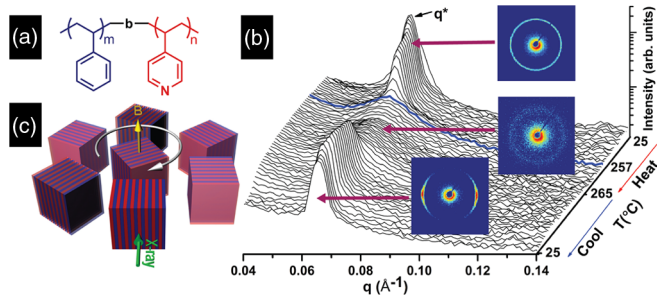 (a)
b
m
n
N
(b)
q*
Intensity (arb. units)
25
257
265
25
Heat
Cool
T(°C)
0.04
0.06
0.08
0.10
0.12
0.14
q (Å⁻¹)
(c)
B
X-ray